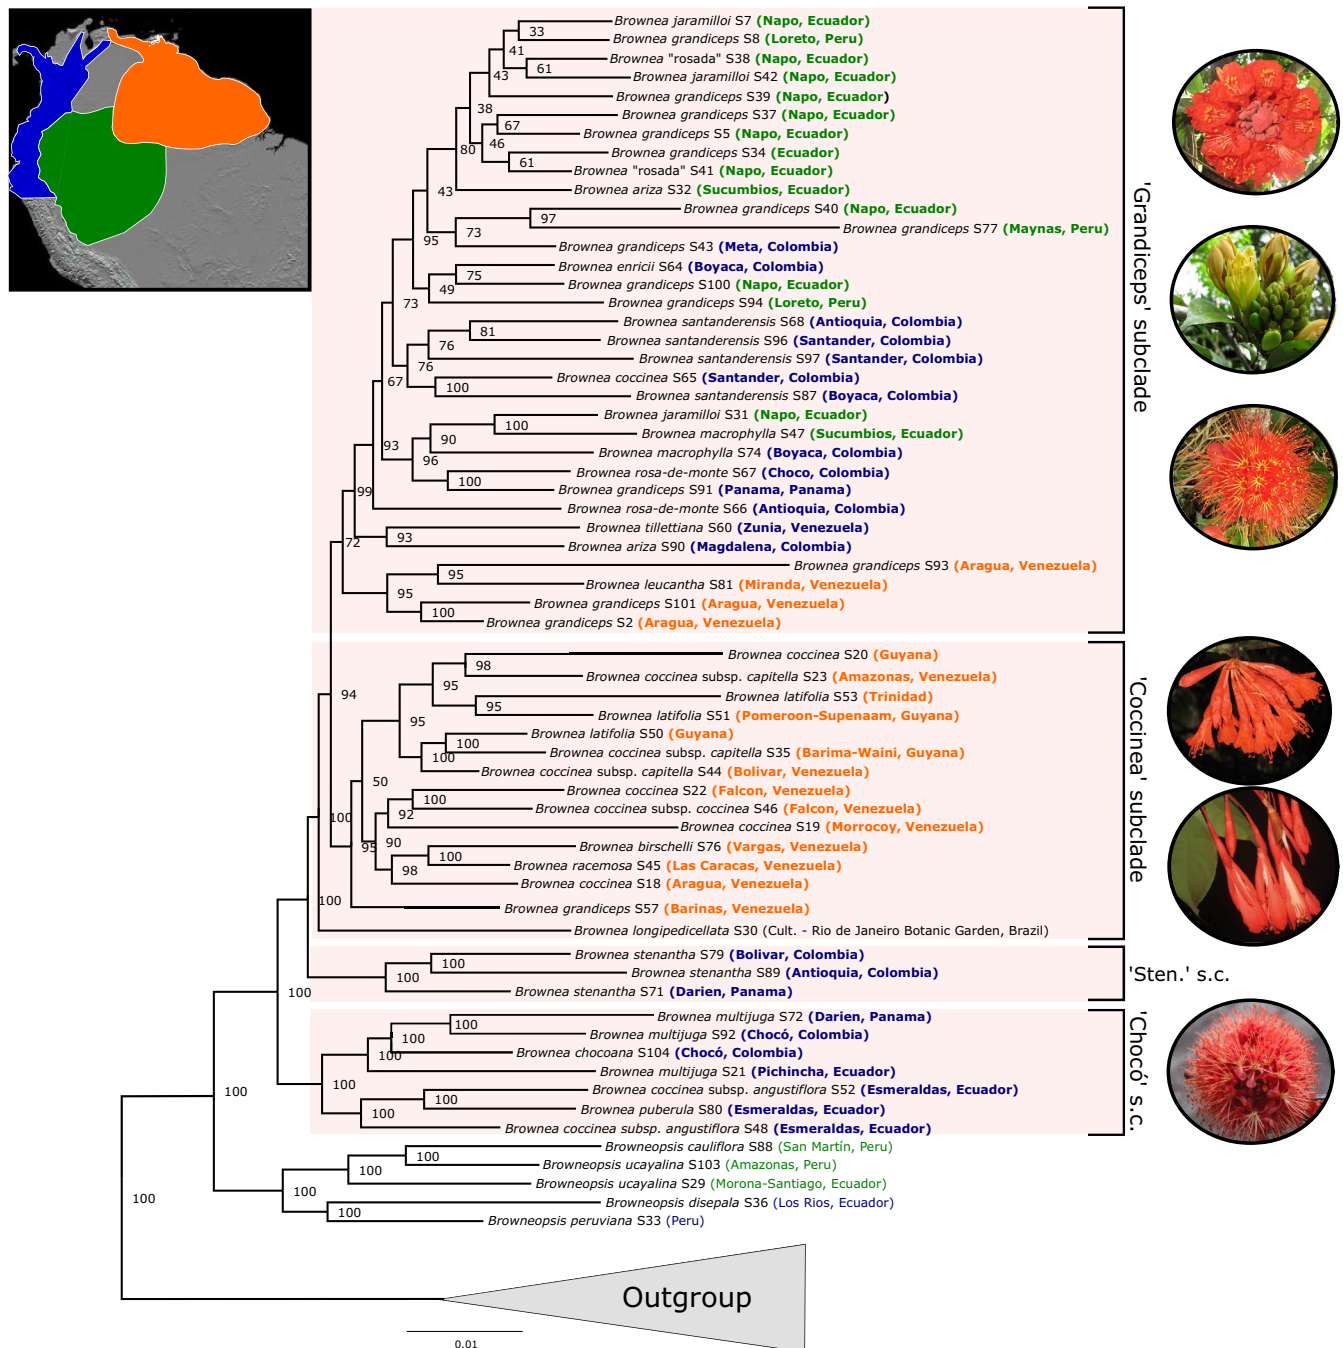 Brownea jaramilloi S7 (Napo, Ecuador)
33
Brownea grandiceps S8 (Loreto, Peru)
41
Brownea "rosada" S38 (Napo, Ecuador)
61
43
Brownea jaramilloi S42 (Napo, Ecuador)
Brownea grandiceps S39 (Napo, Ecuador)
38
Brownea grandiceps S37 (Napo, Ecuador)
67
Brownea grandiceps S5 (Napo, Ecuador)
46
80
Brownea grandiceps S34 (Ecuador)
61
Brownea "rosada" S41 (Napo, Ecuador)
43
Brownea ariza S32 (Sucumbios, Ecuador)
Brownea grandiceps S40 (Napo, Ecuador)
97
Brownea grandiceps S77 (Maynas, Peru)
73
95
Brownea grandiceps S43 (Meta, Colombia)
Brownea enricii S64 (Boyaca, Colombia)
75
Brownea grandiceps S100 (Napo, Ecuador)
49
73
Brownea grandiceps S94 (Loreto, Peru)
Brownea santanderensis S68 (Antioquia, Colombia)
81
Brownea santanderensis S96 (Santander, Colombia)
76
Brownea santanderensis S97 (Santander, Colombia)
76
67
Brownea coccinea S65 (Santander, Colombia)
100
Brownea santanderensis S87 (Boyaca, Colombia)
Brownea jaramilloi S31 (Napo, Ecuador)
100
Brownea macrophylla S47 (Sucumbios, Ecuador)
90
93
Brownea macrophylla S74 (Boyaca, Colombia)
96
Brownea rosa-de-monte S67 (Choco, Colombia)
100
Brownea grandiceps S91 (Panama, Panama)
99
Brownea rosa-de-monte S66 (Antioquia, Colombia)
Brownea tillettiana S60 (Zunia, Venezuela)
93
72
Brownea ariza S90 (Magdalena, Colombia)
Brownea grandiceps S93 (Aragua, Venezuela)
95
Brownea leucantha S81 (Miranda, Venezuela)
95
Brownea grandiceps S101 (Aragua, Venezuela)
100
Brownea grandiceps S2 (Aragua, Venezuela)
'Grandiceps' subclade
Brownea coccinea S20 (Guyana)
98
Brownea coccinea subsp. capitella S23 (Amazonas, Venezuela)
95
94
Brownea latifolia S53 (Trinidad)
95
Brownea latifolia S51 (Pomeroon-Supenaam, Guyana)
95
Brownea latifolia S50 (Guyana)
100
Brownea coccinea subsp. capitella S35 (Barima-Waini, Guyana)
100
Brownea coccinea subsp. capitella S44 (Bolivar, Venezuela)
50
Brownea coccinea S22 (Falcon, Venezuela)
100
Brownea coccinea subsp. coccinea S46 (Falcon, Venezuela)
92
100
Brownea coccinea S19 (Morrocoy, Venezuela)
90
95
Brownea birschelli S76 (Vargas, Venezuela)
100
Brownea racemosa S45 (Las Caracas, Venezuela)
98
Brownea coccinea S18 (Aragua, Venezuela)
100
Brownea grandiceps S57 (Barinas, Venezuela)
Brownea longipedicellata S30 (Cult. - Rio de Janeiro Botanic Garden, Brazil)
'Coccinea' subclade
Brownea stenantha S79 (Bolivar, Colombia)
100
Brownea stenantha S89 (Antioquia, Colombia)
100
Brownea stenantha S71 (Darien, Panama)
100
'Sten.' s.c.
Brownea multijuga S72 (Darien, Panama)
100
Brownea multijuga S92 (Chocó, Colombia)
100
Brownea chocoana S104 (Chocó, Colombia)
100
Brownea multijuga S21 (Pichincha, Ecuador)
100
Brownea coccinea subsp. angustiflora S52 (Esmeraldas, Ecuador)
100
Brownea puberula S80 (Esmeraldas, Ecuador)
100
Brownea coccinea subsp. angustiflora S48 (Esmeraldas, Ecuador)
'Chocó' s.c.
100
Browneopsis cauliflora S88 (San Martín, Peru)
100
Browneopsis ucayalina S103 (Amazonas, Peru)
100
Browneopsis ucayalina S29 (Morona-Santiago, Ecuador)
100
Browneopsis disepala S36 (Los Rios, Ecuador)
100
Browneopsis peruviana S33 (Peru)
100
Outgroup
0.01